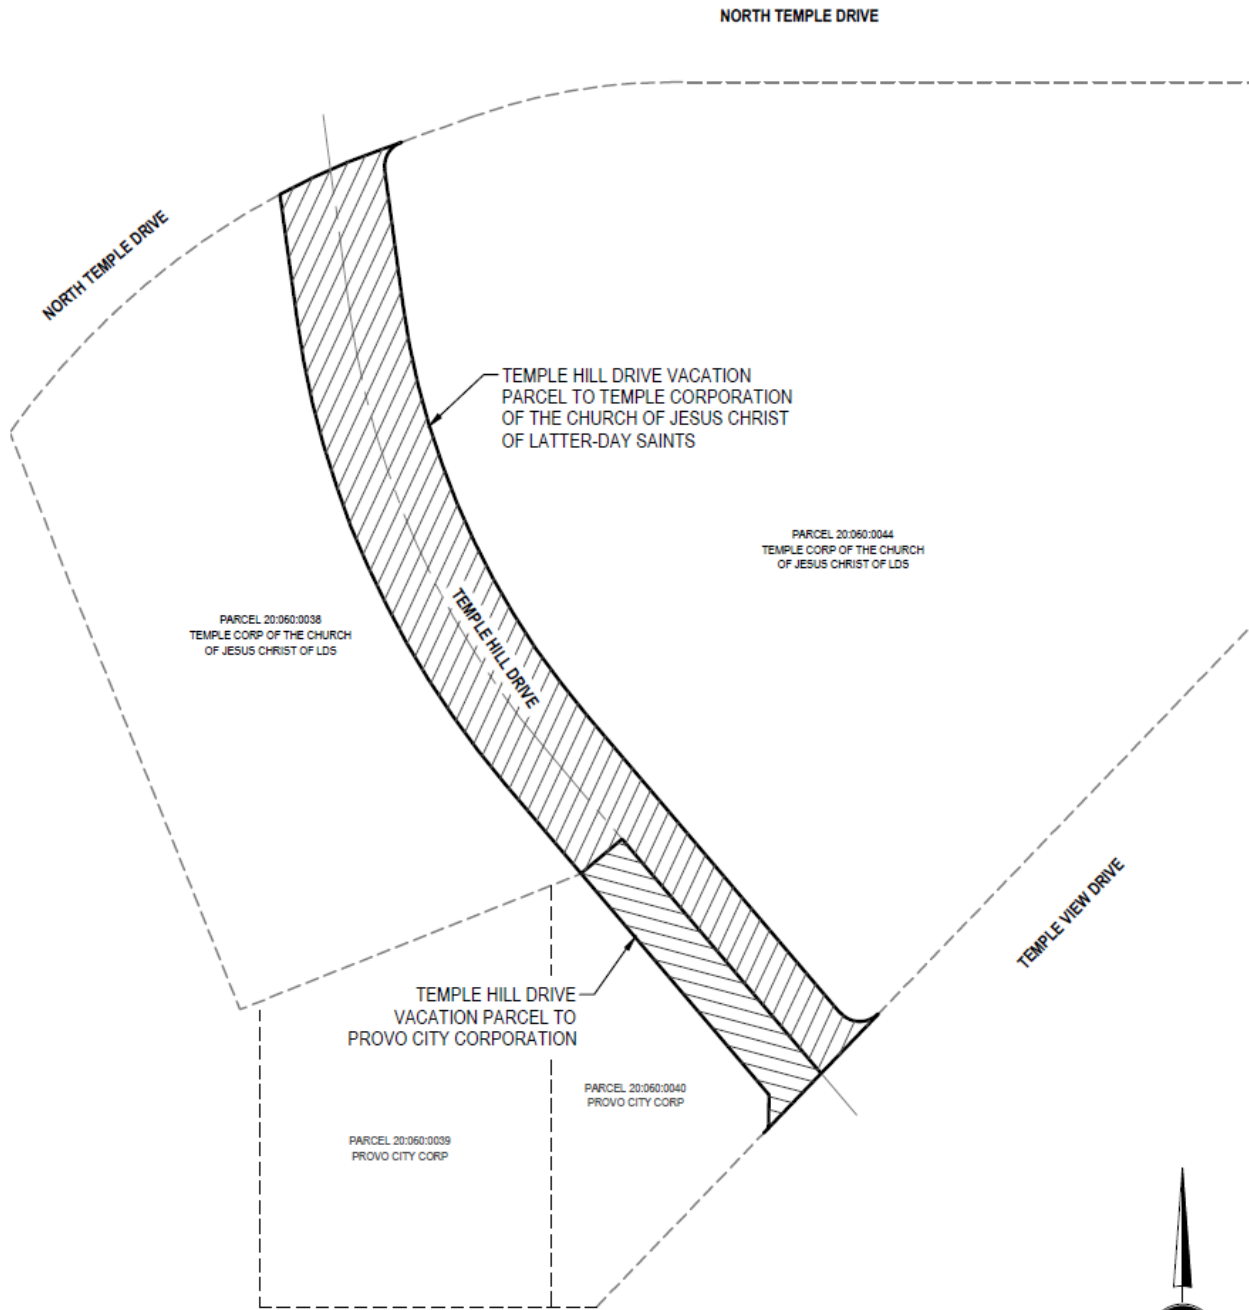 NORTH TEMPLE DRIVE
NORTH TEMPLE DRIVE
TEMPLE HILL DRIVE VACATION
PARCEL TO TEMPLE CORPORATION
OF THE CHURCH OF JESUS CHRIST
OF LATTER-DAY SAINTS
PARCEL 20:060:0044
TEMPLE CORP OF THE CHURCH
OF JESUS CHRIST OF LDS
TEMPLE HILL DRIVE
PARCEL 20:060:0038
TEMPLE CORP OF THE CHURCH
OF JESUS CHRIST OF LDS
TEMPLE VIEW DRIVE
TEMPLE HILL DRIVE
VACATION PARCEL TO
PROVO CITY CORPORATION
PARCEL 20:060:0040
PROVO CITY CORP
PARCEL 20:060:0039
PROVO CITY CORP